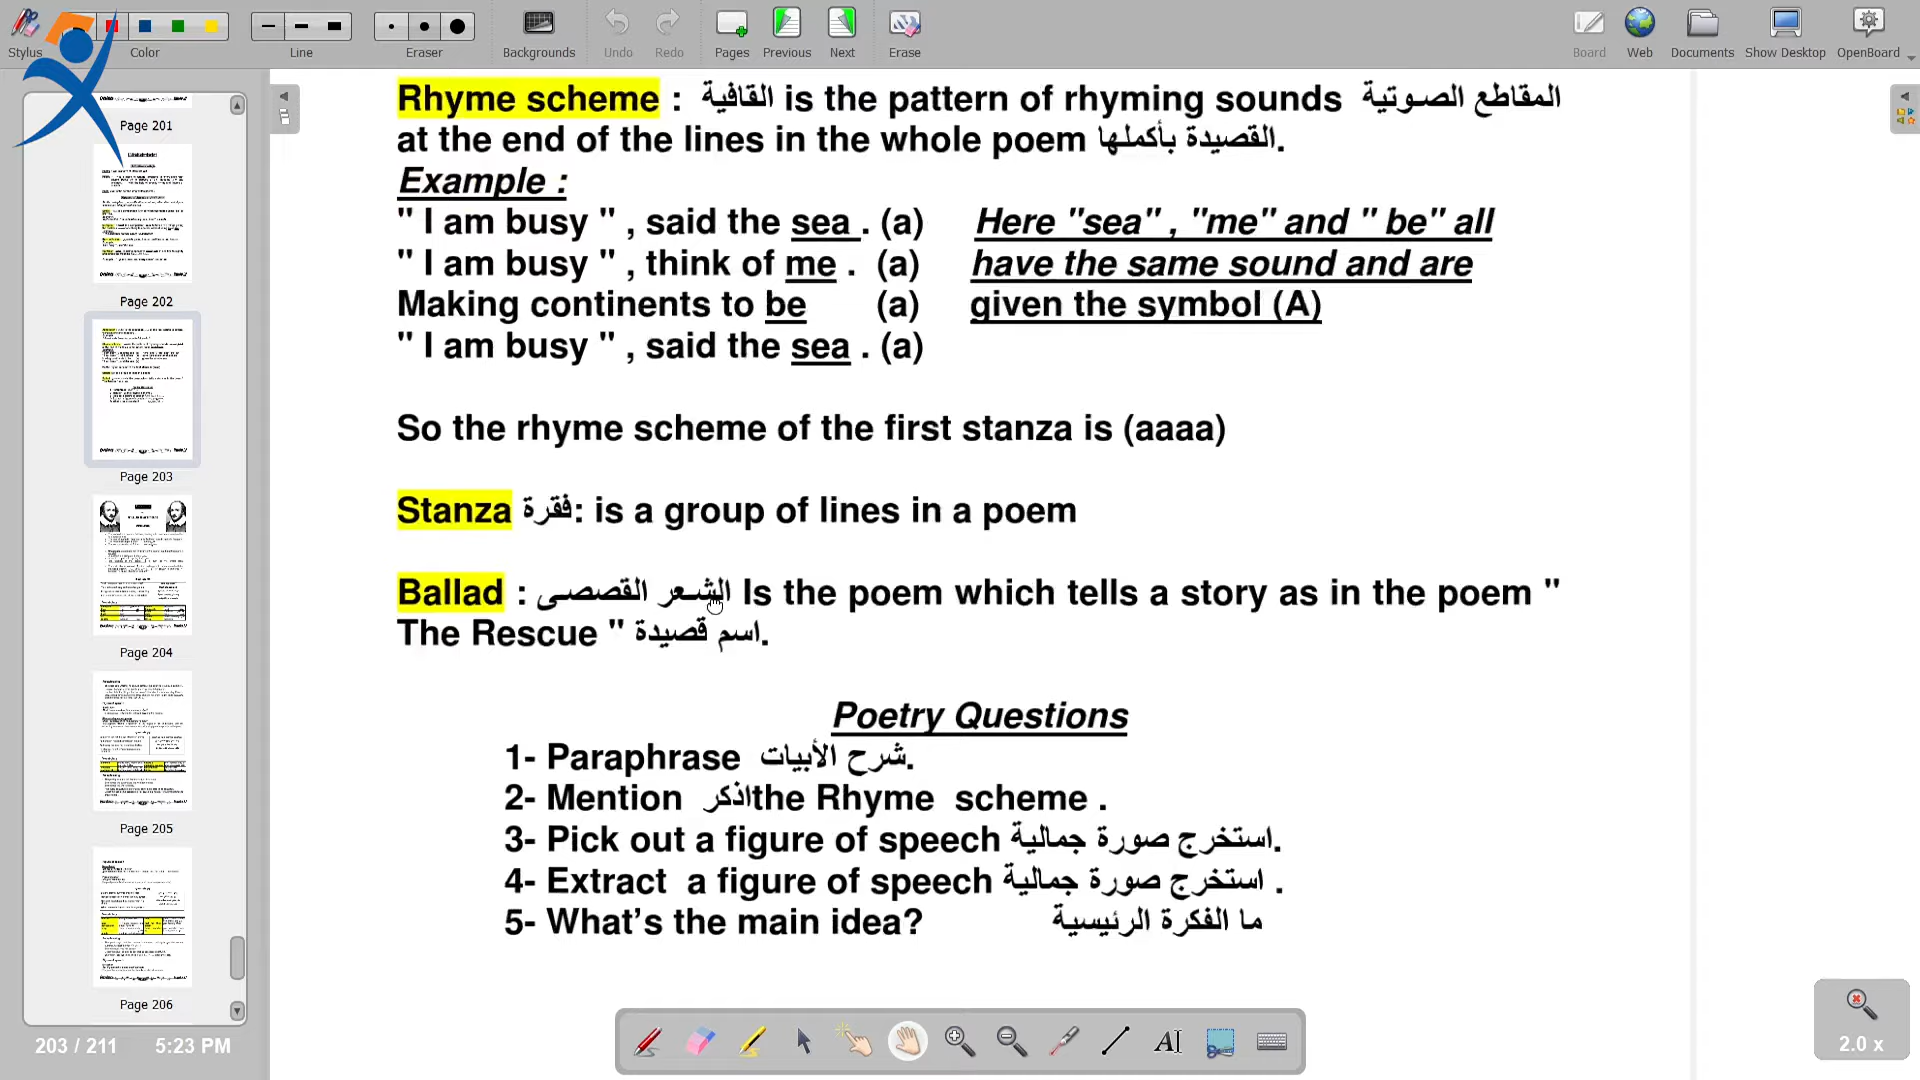 Stylus
Color
Line
Eraser
Backgrounds
Undo
Redo
Pages
Previous
Next
Erase
Board
Web
Documents
Show Desktop
OpenBoard
Page 201
Page 202
Page 203
Page 204
Page 205
Page 206
203 / 211 5:23 PM
Rhyme scheme : القافية is the pattern of rhyming sounds المقاطع الصوتية
at the end of the lines in the whole poem القصيدة بأكملها.
Example :
" I am busy " , said the sea . (a) Here "sea" , "me" and " be" all
" I am busy " , think of me . (a) have the same sound and are
Making continents to be (a) given the symbol (A)
" I am busy " , said the sea . (a)
So the rhyme scheme of the first stanza is (aaaa)
Stanza فقرة: is a group of lines in a poem
Ballad : الشعر القصصى Is the poem which tells a story as in the poem "
The Rescue " اسم قصيدة.
Poetry Questions
1- Paraphrase شرح الأبيات.
2- Mention اذكرthe Rhyme scheme .
3- Pick out a figure of speech استخرج صورة جمالية.
4- Extract a figure of speech استخرج صورة جمالية .
5- What’s the main idea? ما الفكرة الرئيسية
2.0 x